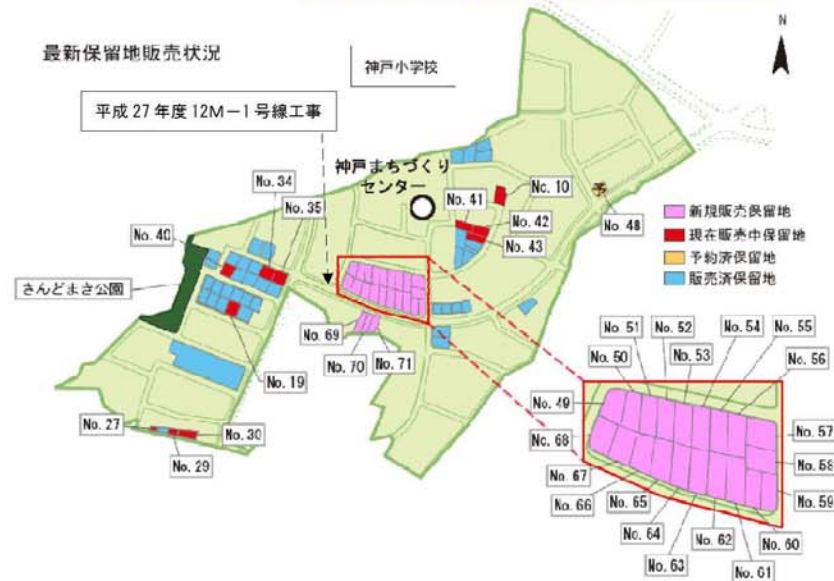 最新保留地販売状況
神戸小学校
N
平成27年度12M－1号線工事
神戸まちづくり
センター
No. 34
No. 35
No. 40
さんどまさ公園
No. 41
No. 42
No. 43
No. 10
予
No. 48
新規販売保留地
現在販売中保留地
予約済保留地
販売済保留地
No. 69
No. 70
No. 71
No. 19
No. 27
No. 29
No. 30
No. 49
No. 50
No. 51
No. 52
No. 53
No. 54
No. 55
No. 56
No. 57
No. 58
No. 59
No. 60
No. 61
No. 62
No. 63
No. 64
No. 65
No. 66
No. 67
No. 68